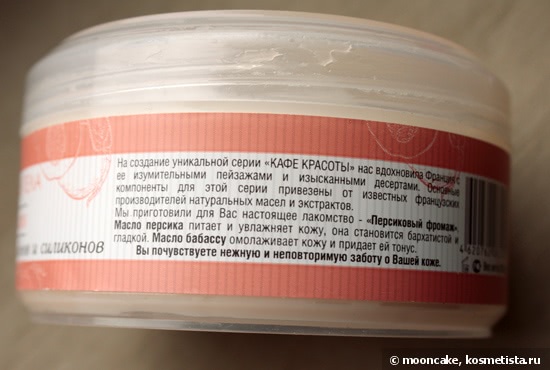 На создание уникальной серии «КАФЕ КРАСОТЫ» нас вдохновила Франция с
ее изумительными пейзажами и изысканными десертами. Основные
компоненты для этой серии привезены от известных французских
производителей натуральных масел и экстрактов.
Мы приготовили для Вас настоящее лакомство - «Персиковый фромаж».
Масло персика питает и увлажняет кожу, она становится бархатистой и
гладкой. Масло бабассу омолаживает кожу и придает ей тонус.
Вы почувствуете нежную и неповторимую заботу о Вашей коже.
и силиконов
© mooncake, kosmetista.ru